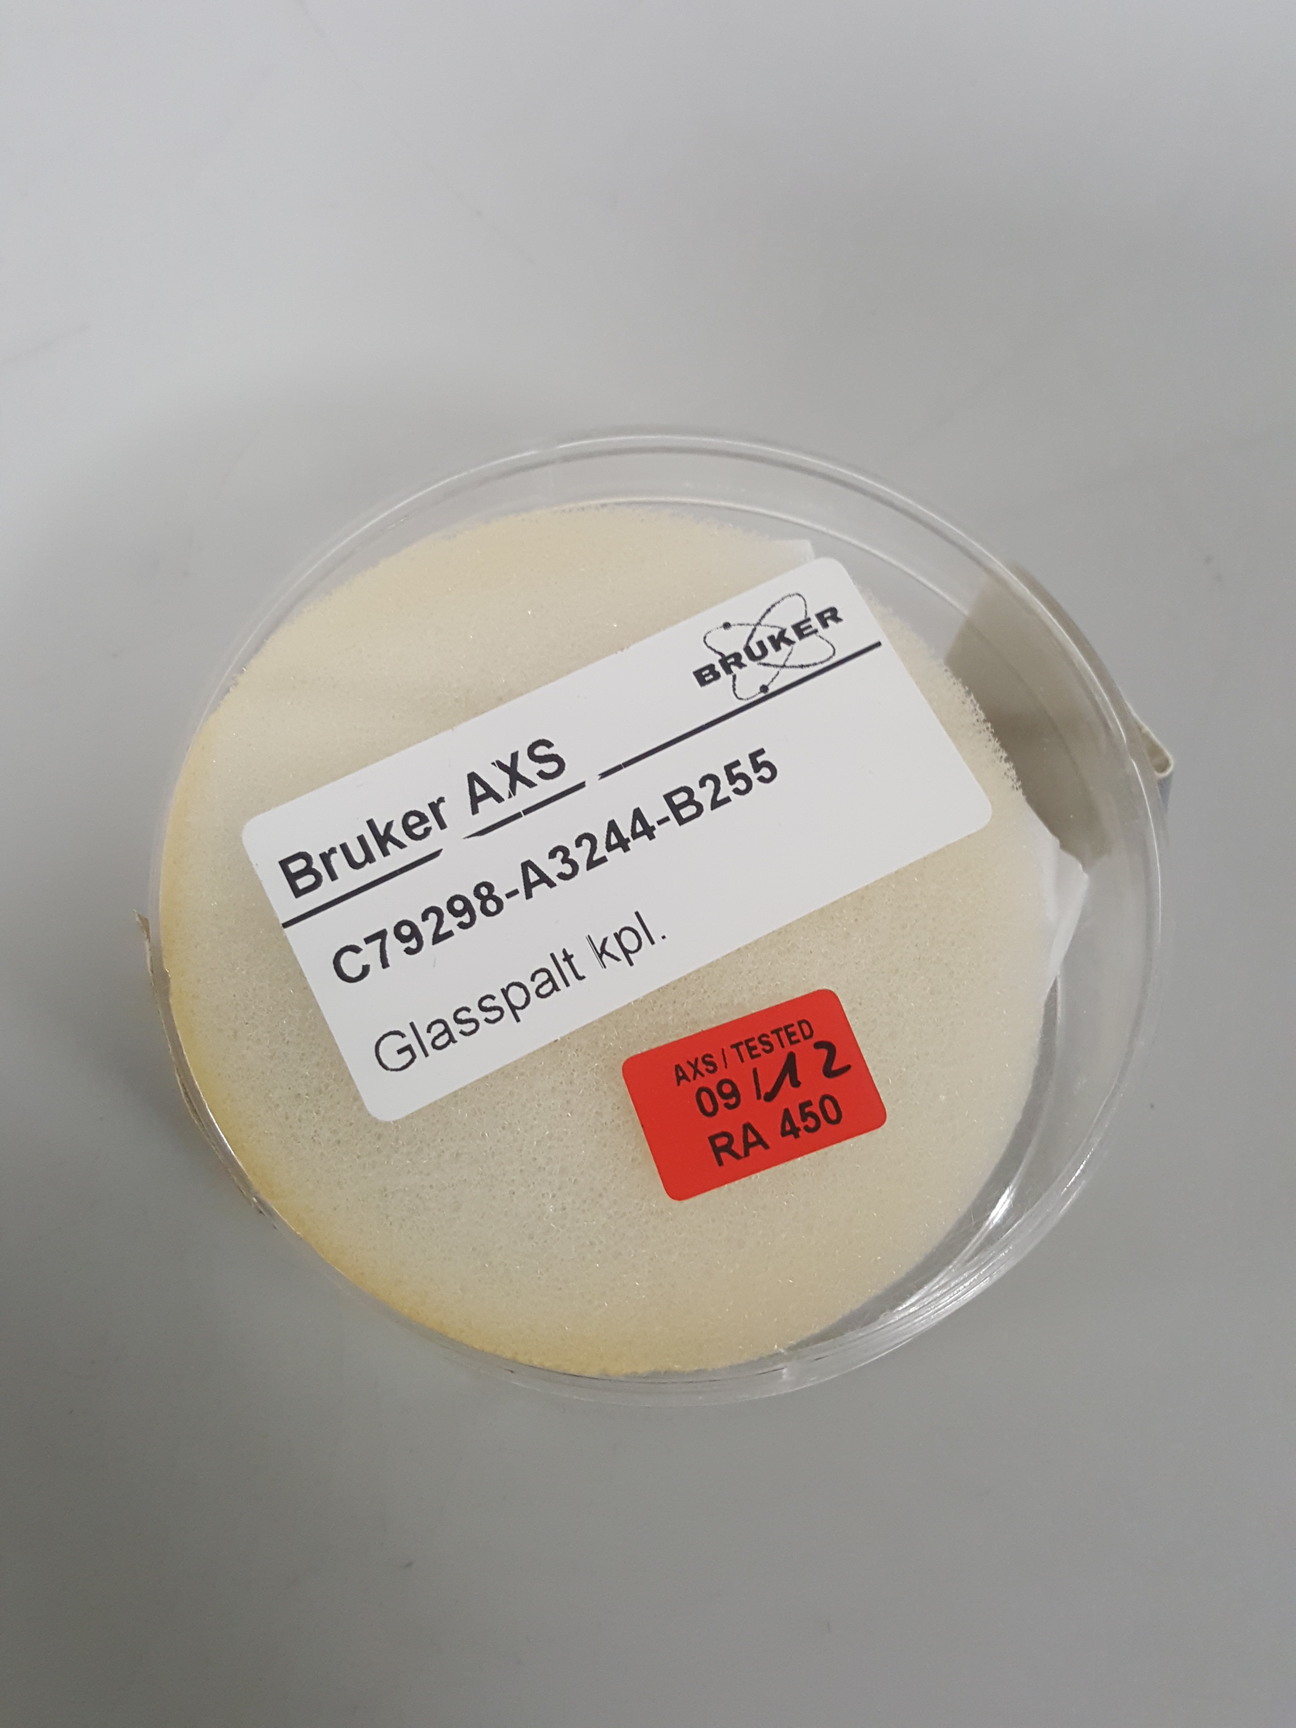 BRUKER
Bruker AXS
C79298-A3244-B255
Glasspalt kpl.
AXS / TESTED
09 / 12
RA 450